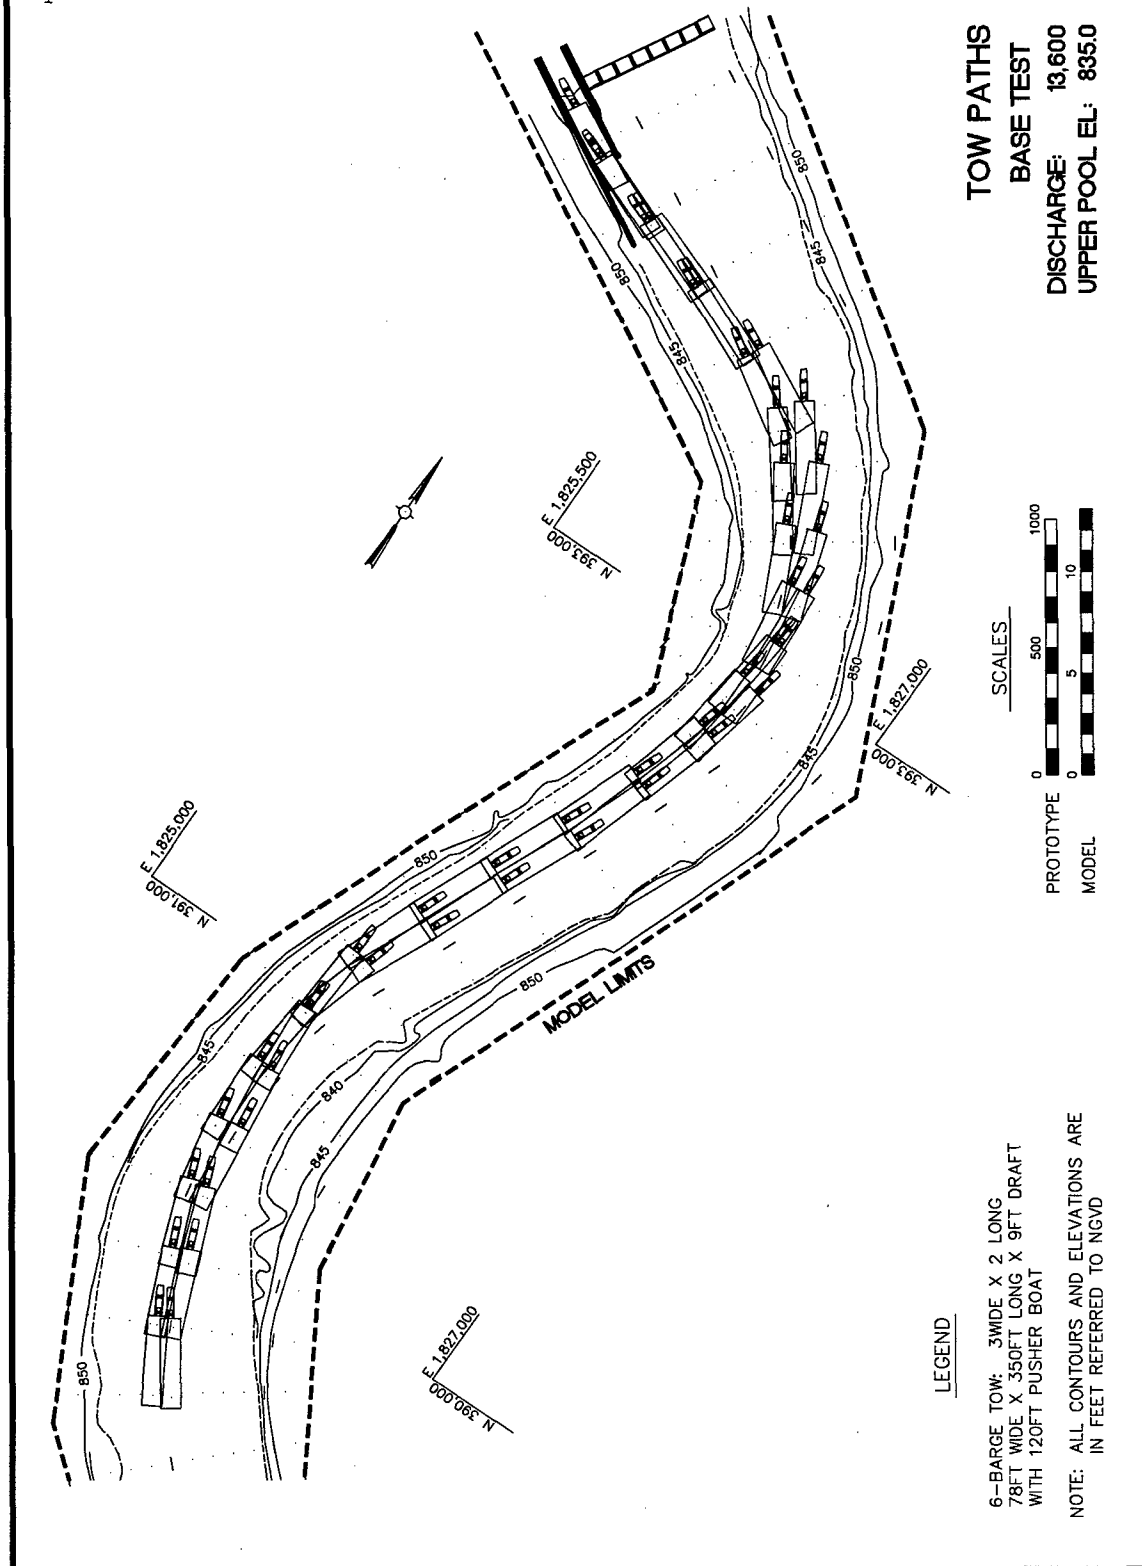 TOW PATHS
BASE TEST
DISCHARGE: 13,600
UPPER POOL EL: 835.0
850
845
850
845
E 1,825,500
N 393,000
SCALES
PROTOTYPE 0 500 1000
MODEL 0 5 10
E 1,827,000
N 393,000
850
845
E 1,825,000
N 391,000
850
850
MODEL LIMITS
845
840
845
850
E 1,827,000
N 390,000
LEGEND
6-BARGE TOW: 3WIDE X 2 LONG
78FT WIDE X 350FT LONG X 9FT DRAFT
WITH 120FT PUSHER BOAT
NOTE: ALL CONTOURS AND ELEVATIONS ARE
IN FEET REFERRED TO NGVD